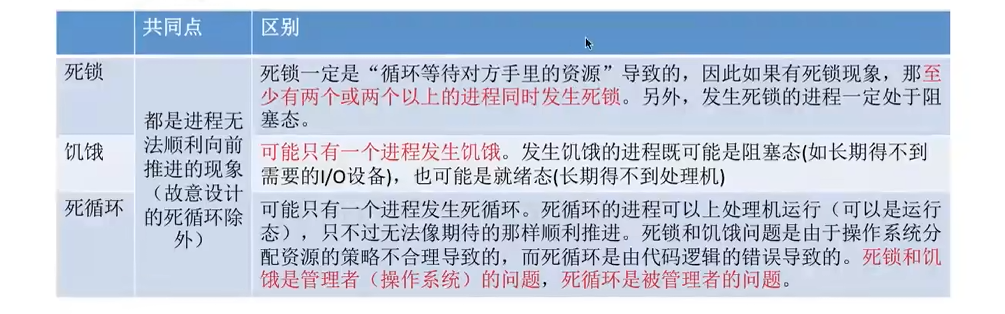 共同点
区别
死锁
死锁一定是“循环等待对方手里的资源”导致的，因此如果有死锁现象，那至
少有两个或两个以上的进程同时发生死锁。另外，发生死锁的进程一定处于阻
塞态。
都是进程无
法顺利向前
推进的现象
（故意设计
的死循环除
外）
饥饿
可能只有一个进程发生饥饿。发生饥饿的进程既可能是阻塞态(如长期得不到
需要的I/O设备)，也可能是就绪态(长期得不到处理机)
死循环
可能只有一个进程发生死循环。死循环的进程可以上处理机运行（可以是运行
态），只不过无法像期待的那样顺利推进。死锁和饥饿问题是由于操作系统分
配资源的策略不合理导致的，而死循环是由代码逻辑的错误导致的。死锁和饥
饿是管理者（操作系统）的问题，死循环是被管理者的问题。